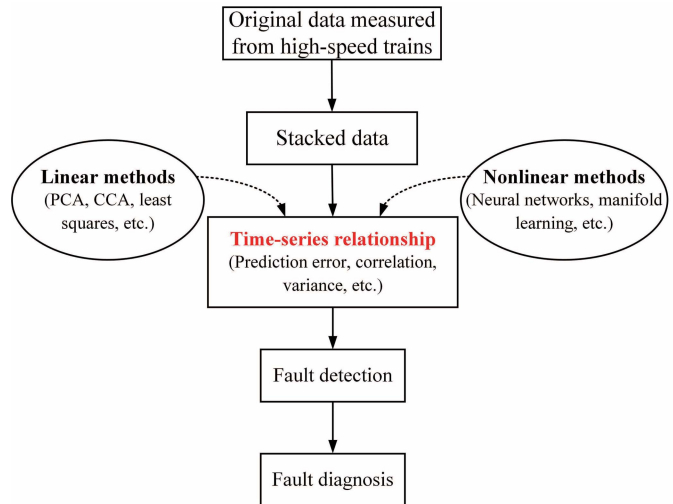 Original data measured
from high-speed trains
Stacked data
Linear methods
(PCA, CCA, least
squares, etc.)
Nonlinear methods
(Neural networks, manifold
learning, etc.)
Time-series relationship
(Prediction error, correlation,
variance, etc.)
Fault detection
Fault diagnosis